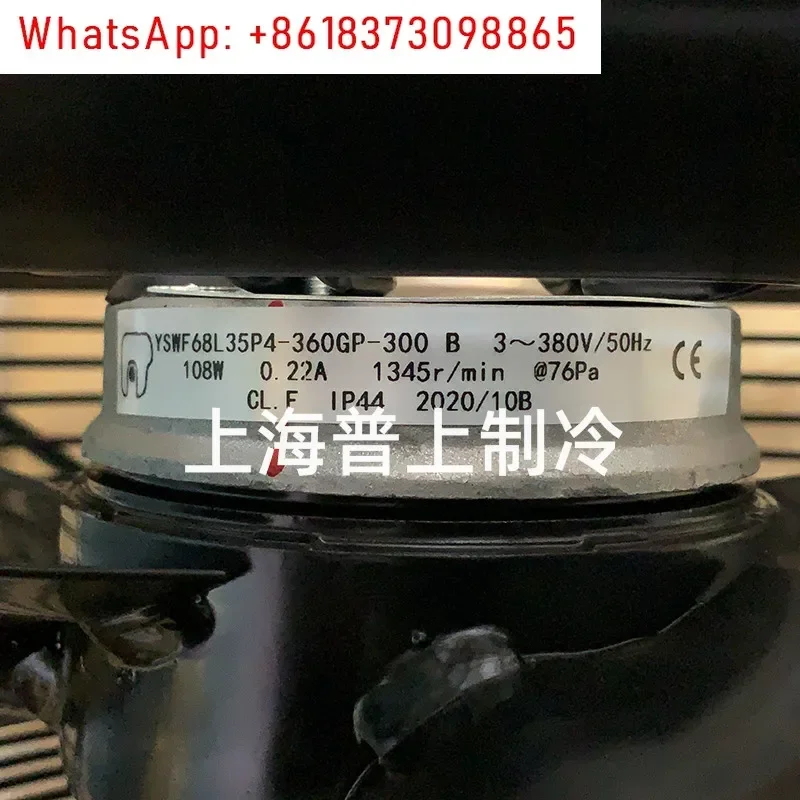 WhatsApp: +8618373098865
YSWF68L35P4-360GP-300 B 3～380V/50Hz
108W 0.22A 1345r/min @76Pa
CE
CL.F IP44 2020/10B
上海普上制冷